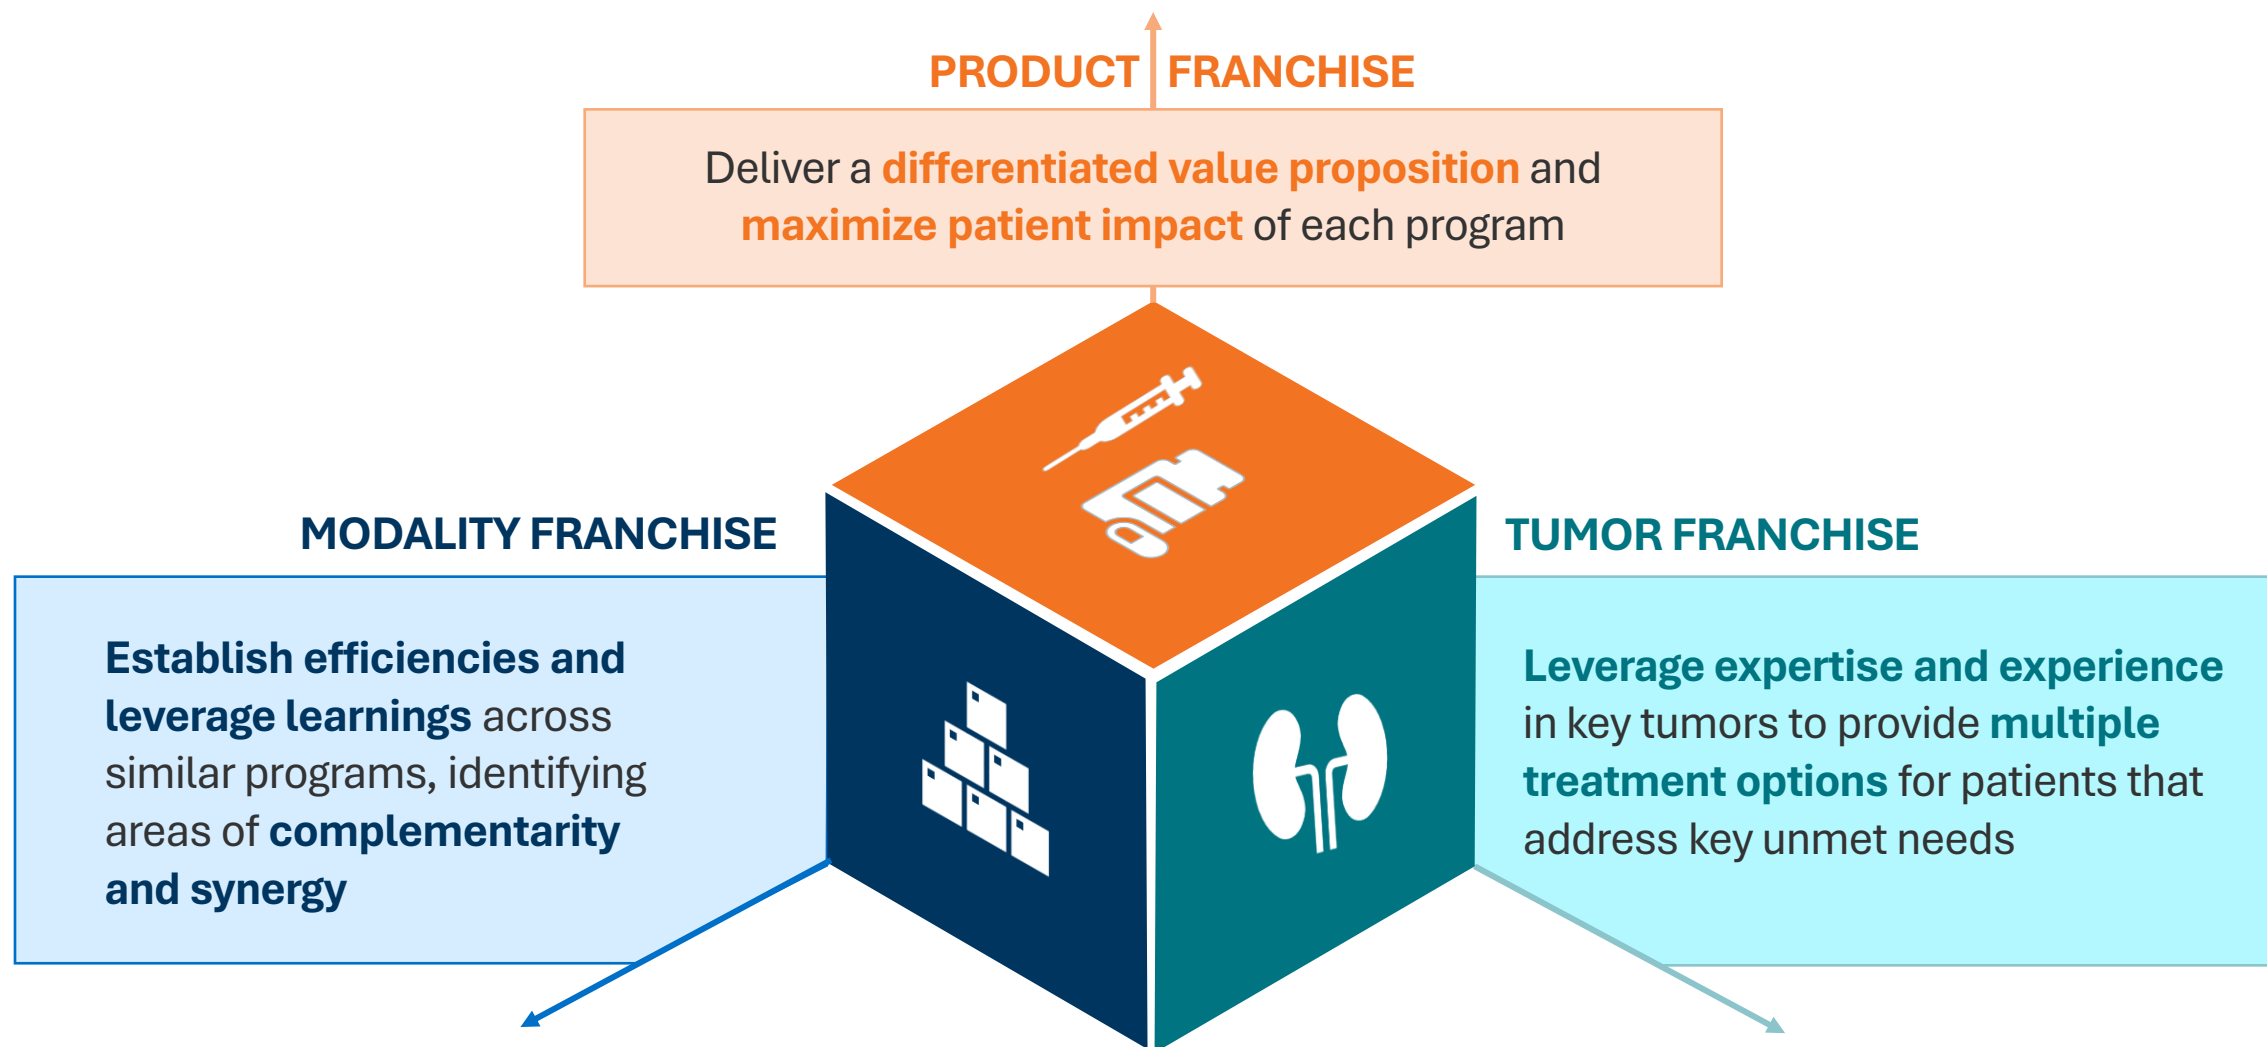 PRODUCT FRANCHISE
Deliver a differentiated value proposition and
maximize patient impact of each program
MODALITY FRANCHISE
Establish efficiencies and
leverage learnings across
similar programs, identifying
areas of complementarity
and synergy
TUMOR FRANCHISE
Leverage expertise and experience
in key tumors to provide multiple
treatment options for patients that
address key unmet needs